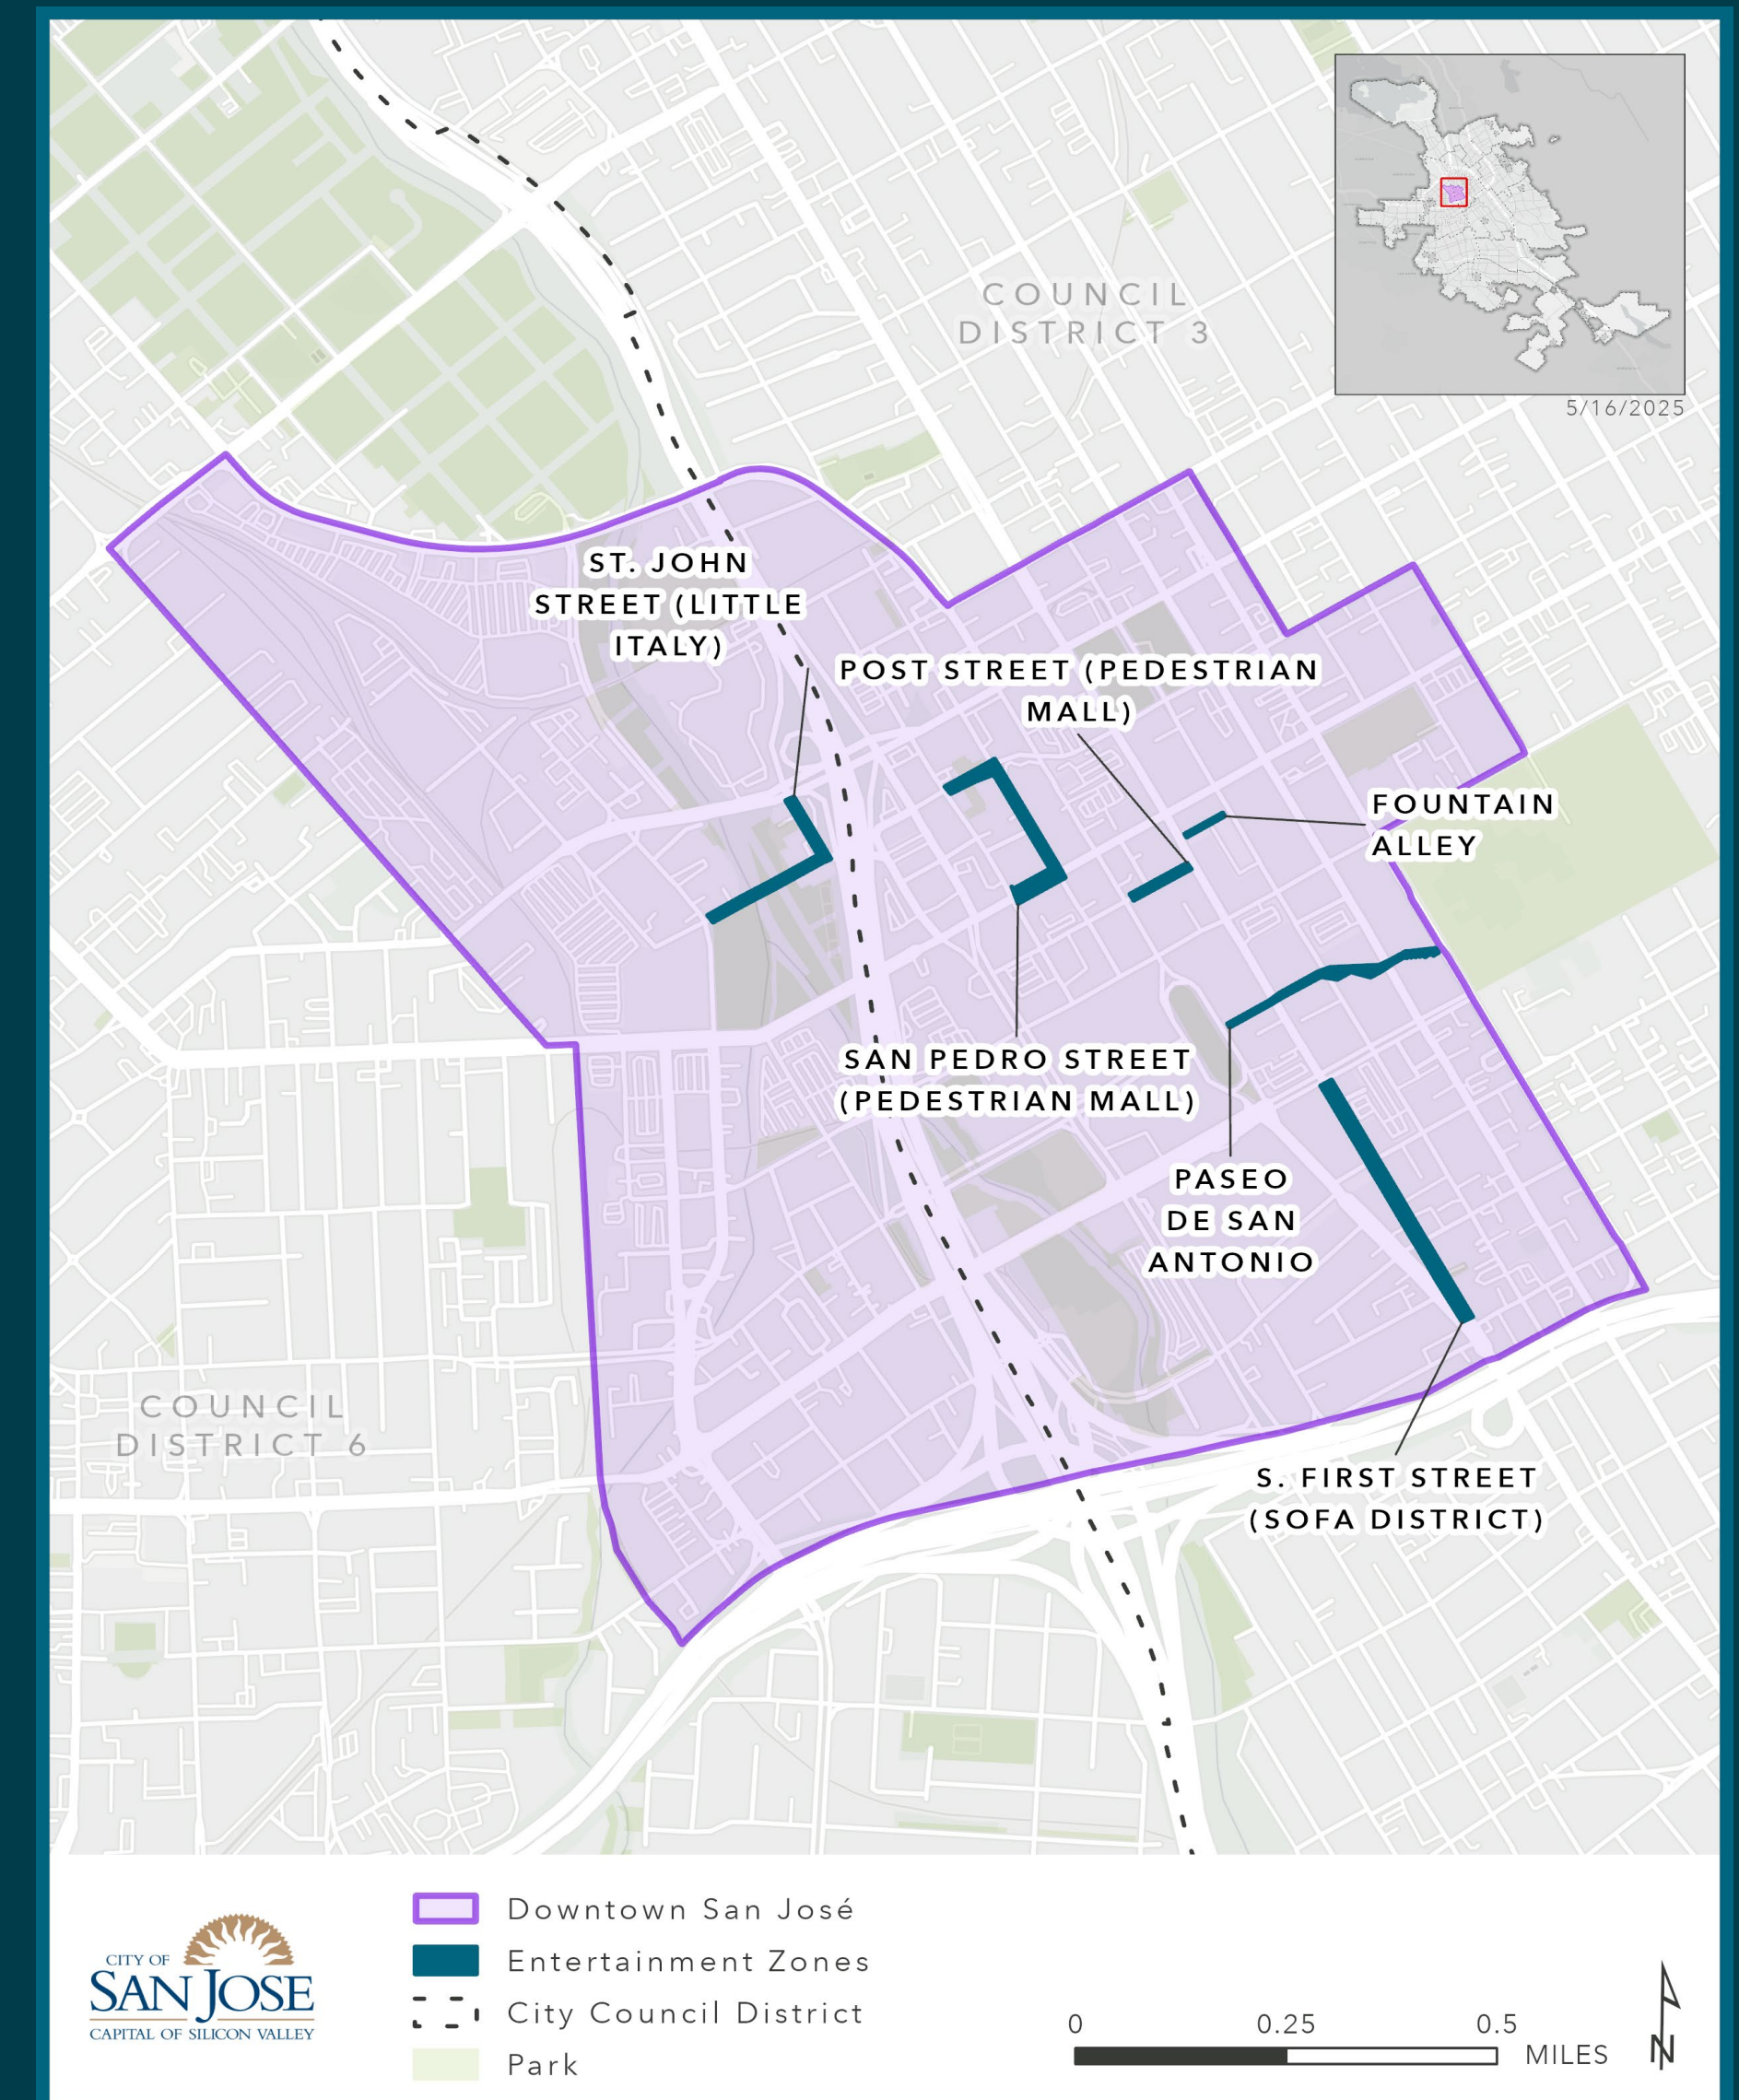 COUNCIL
DISTRICT 3
5/16/2025
ST. JOHN
STREET (LITTLE
ITALY)
POST STREET (PEDESTRIAN
MALL)
FOUNTAIN
ALLEY
SAN PEDRO STREET
(PEDESTRIAN MALL)
PASEO
DE SAN
ANTONIO
COUNCIL
DISTRICT 6
S. FIRST STREET
(SOFA DISTRICT)
CITY OF
SAN JOSE
CAPITAL OF SILICON VALLEY
Downtown San José
Entertainment Zones
City Council District
Park
0 0.25 0.5
MILES
N